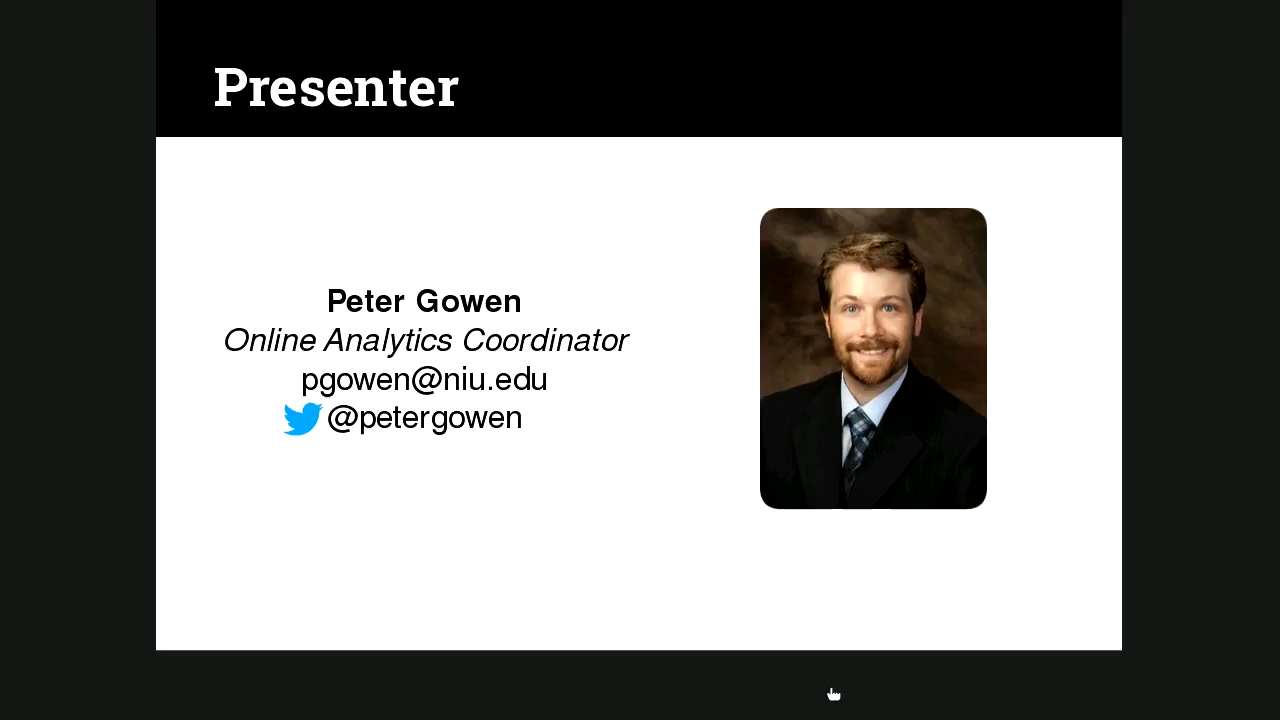 Presenter
Peter Gowen
Online Analytics Coordinator
pgowen@niu.edu
@petergowen